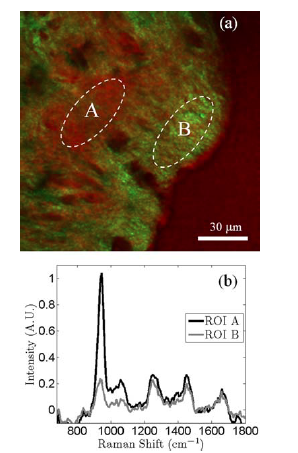 (a)
A
B
30 μm
(b)
1
0.8
0.6
0.4
0.2
0
Intensity (A.U.)
ROI A
ROI B
800 1000 1200 1400 1600 1800
Raman Shift (cm⁻¹)